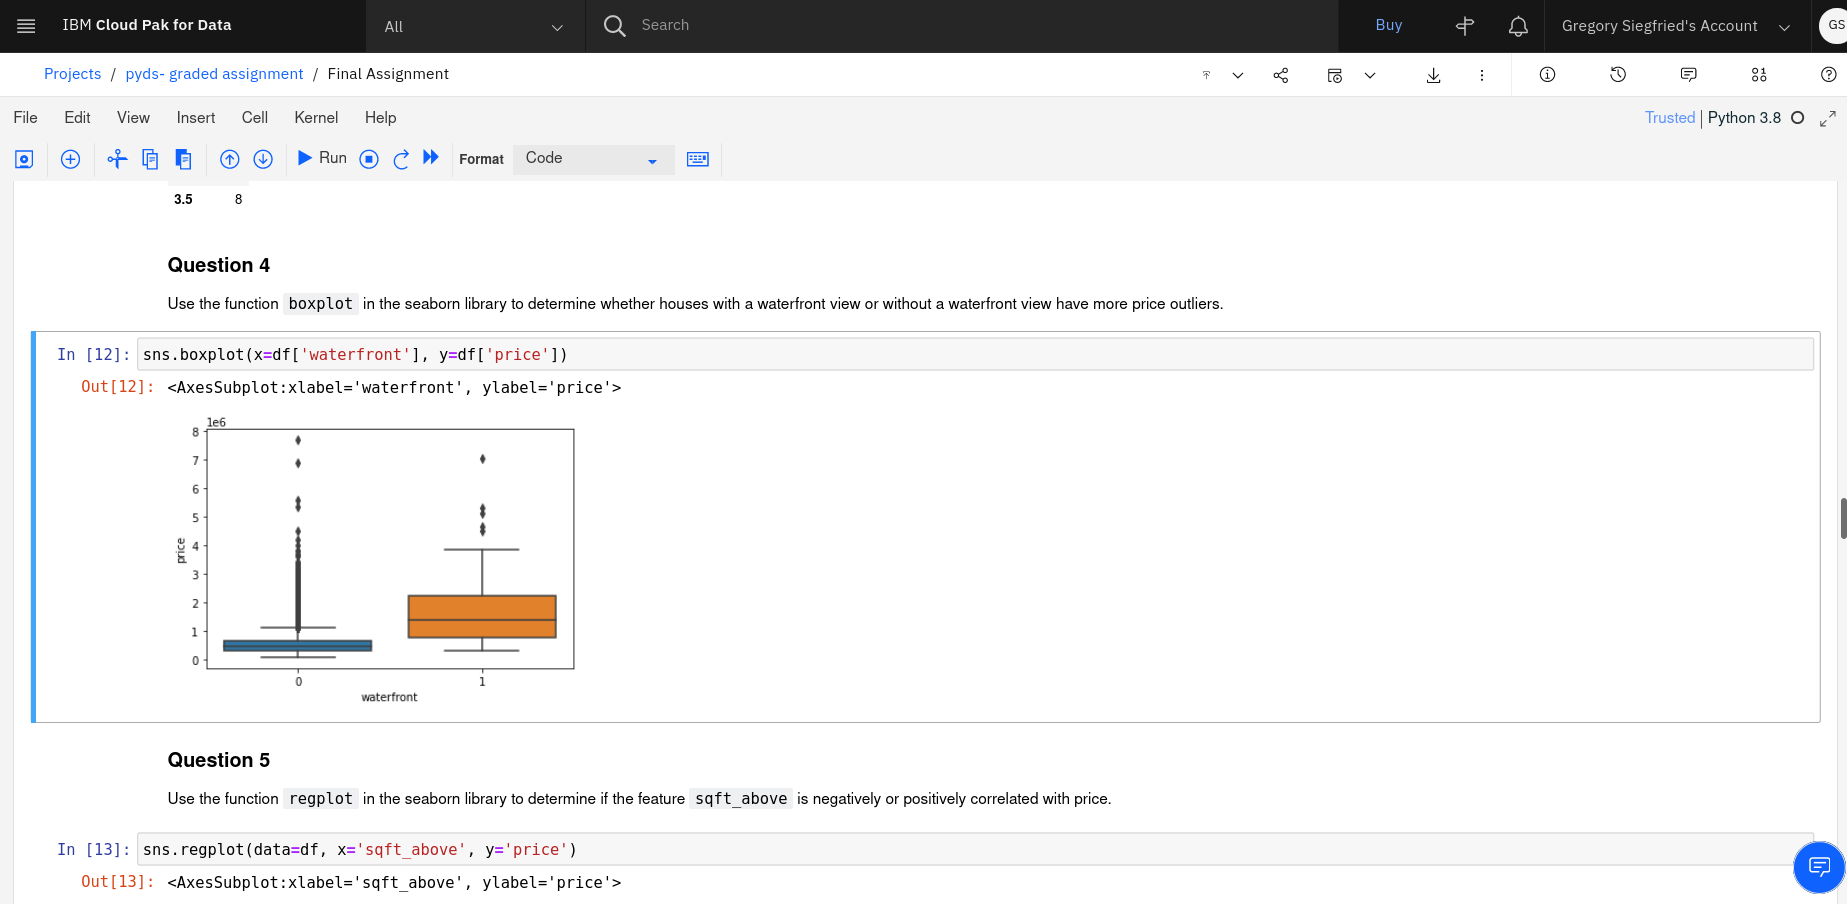 IBM Cloud Pak for Data
All
Search
Buy
Gregory Siegfried's Account
GS
Projects / pyds- graded assignment / Final Assignment
File Edit View Insert Cell Kernel Help
Trusted | Python 3.8
Run
Format
Code
3.5 8
Question 4
Use the function boxplot in the seaborn library to determine whether houses with a waterfront view or without a waterfront view have more price outliers.
In [12]: sns.boxplot(x=df['waterfront'], y=df['price'])
Out[12]: <AxesSubplot:xlabel='waterfront', ylabel='price'>
1e6
8
7
6
5
4
3
2
1
0
price
0 1
waterfront
Question 5
Use the function regplot in the seaborn library to determine if the feature sqft_above is negatively or positively correlated with price.
In [13]: sns.regplot(data=df, x='sqft_above', y='price')
Out[13]: <AxesSubplot:xlabel='sqft_above', ylabel='price'>